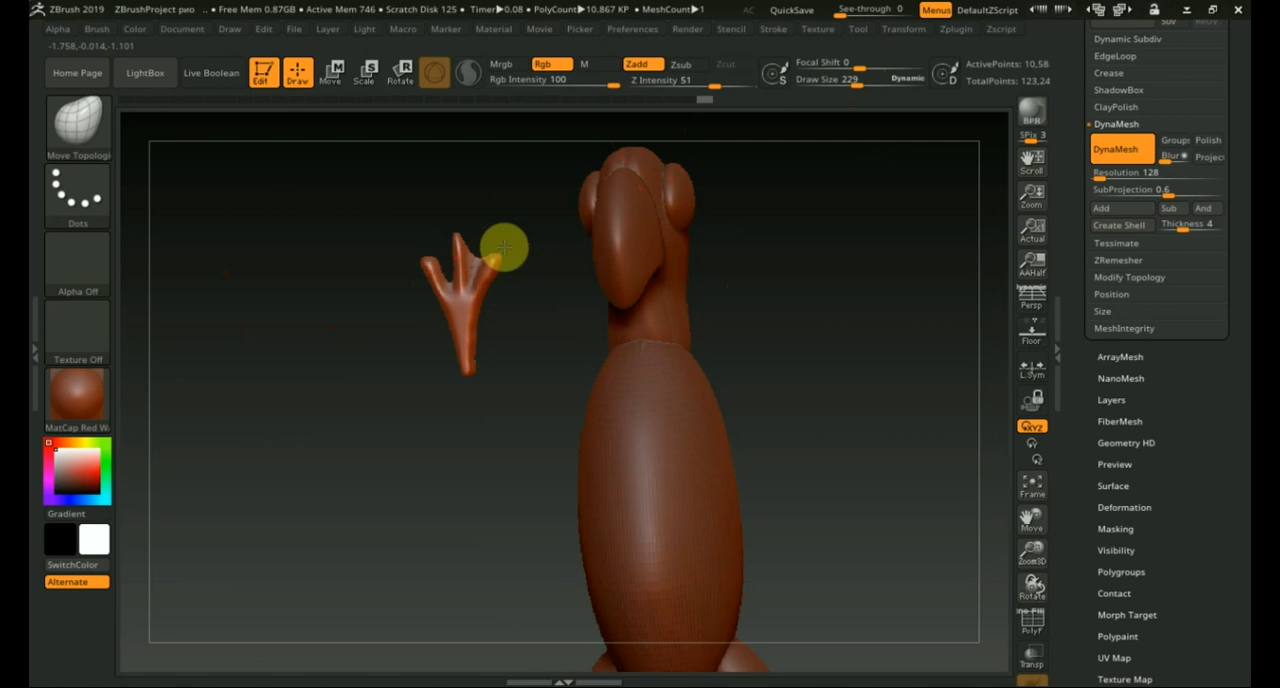 ZBrush 2019 ZBrushProject рио .. • Free Mem 0.87GB • Active Mem 746 • Scratch Disk 125 • Timer▶0.08 • PolyCount▶10.867 KP • MeshCount▶1 AC QuickSave See-through 0 Menus DefaultZScript
Alpha Brush Color Document Draw Edit File Layer Light Macro Marker Material Movie Picker Preferences Render Stencil Stroke Texture Tool Transform Zplugin Zscript
-1.758,-0.014,-1.101
Home Page LightBox Live Boolean Edit Draw Move Scale Rotate Mrgb Rgb M Zadd Zsub Zcut Focal Shift 0 ActivePoints: 10,58
Rgb Intensity 100 Z Intensity 51 S Draw Size 229 Dynamic D TotalPoints: 123,24
Move Topologi
Dots
Alpha Off
Texture Off
MatCap Red W
Gradient
SwitchColor
Alternate
BPR
SPix 3
Scroll
Zoom
Actual
AAHalf
Persp
Floor
L.Sym
XYZ
Frame
Move
Zoom3D
Rotate
PolyF
Transp
Dynamic Subdiv
EdgeLoop
Crease
ShadowBox
ClayPolish
DynaMesh
DynaMesh Groups Polish
Blur Project
Resolution 128
SubProjection 0.6
Add Sub And
Create Shell Thickness 4
Tessimate
ZRemesher
Modify Topology
Position
Size
MeshIntegrity
ArrayMesh
NanoMesh
Layers
FiberMesh
Geometry HD
Preview
Surface
Deformation
Masking
Visibility
Polygroups
Contact
Morph Target
Polypaint
UV Map
Texture Map